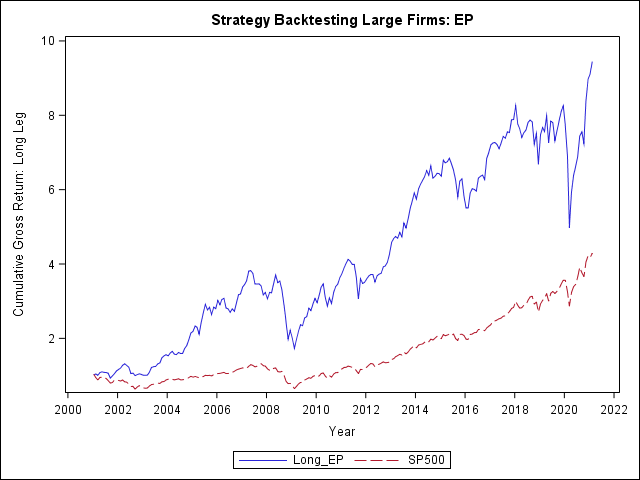 Strategy Backtesting Large Firms: EP
Cumulative Gross Return: Long Leg
10
8
6
4
2
2000 2002 2004 2006 2008 2010 2012 2014 2016 2018 2020 2022
Year
Long_EP SP500